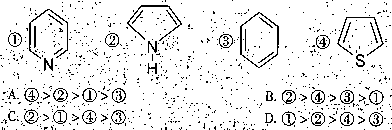 ① N ② N H ③ ④ S
A. ④>②>①>③ B. ②>④>③>①
C. ②>①>④>③ D. ①>②>④>③